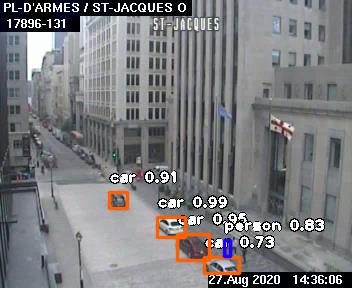 PL-D'ARMES / ST-JACQUES O
17896-131
ST-JACQUES
car 0.91
car 0.99
car 0.95
person 0.83
car 0.73
27.Aug 2020 14:36:06